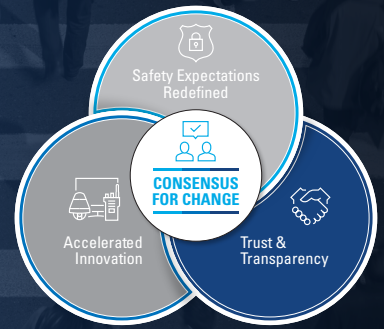 Safety Expectations
Redefined
CONSENSUS
FOR CHANGE
Accelerated
Innovation
Trust &
Transparency